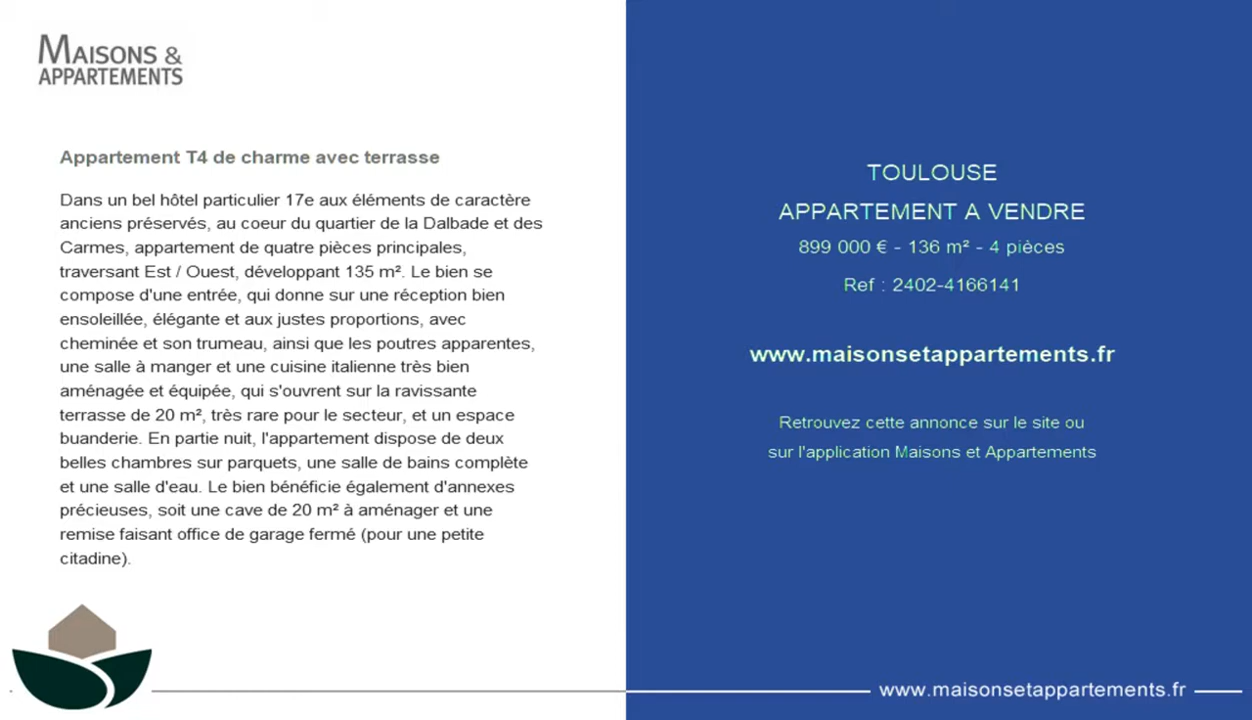 MAISONS &
APPARTEMENTS
Appartement T4 de charme avec terrasse
Dans un bel hôtel particulier 17e aux éléments de caractère
anciens préservés, au coeur du quartier de la Dalbade et des
Carmes, appartement de quatre pièces principales,
traversant Est / Ouest, développant 135 m². Le bien se
compose d'une entrée, qui donne sur une réception bien
ensoleillée, élégante et aux justes proportions, avec
cheminée et son trumeau, ainsi que les poutres apparentes,
une salle à manger et une cuisine italienne très bien
aménagée et équipée, qui s'ouvrent sur la ravissante
terrasse de 20 m², très rare pour le secteur, et un espace
buanderie. En partie nuit, l'appartement dispose de deux
belles chambres sur parquets, une salle de bains complète
et une salle d'eau. Le bien bénéficie également d'annexes
précieuses, soit une cave de 20 m² à aménager et une
remise faisant office de garage fermé (pour une petite
citadine).
TOULOUSE
APPARTEMENT A VENDRE
899 000 € - 136 m² - 4 pièces
Ref : 2402-4166141
www.maisonsetappartements.fr
Retrouvez cette annonce sur le site ou
sur l'application Maisons et Appartements
www.maisonsetappartements.fr